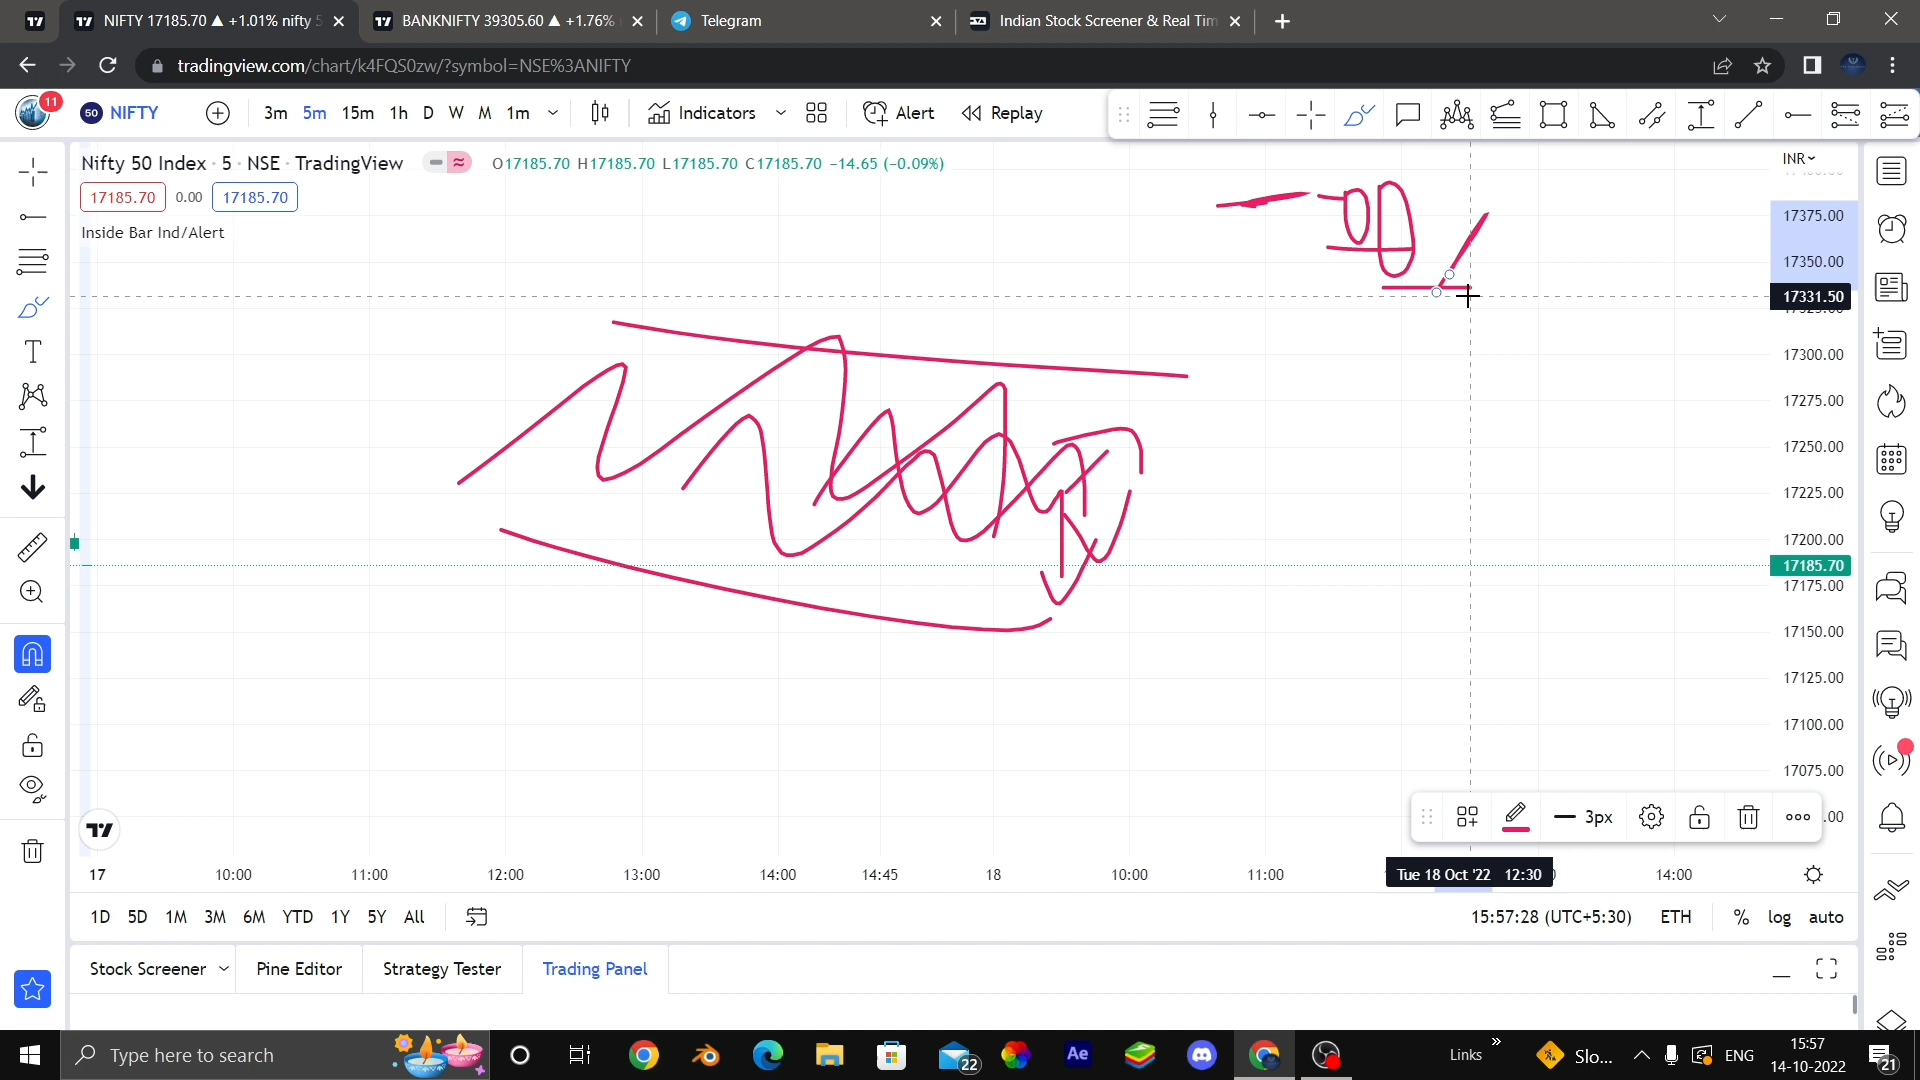 NIFTY 17185.70 ▲ +1.01% nifty 5
BANKNIFTY 39305.60 ▲ +1.76%
Telegram
Indian Stock Screener & Real Tim
tradingview.com/chart/k4FQS0zw/?symbol=NSE%3ANIFTY
11
50 NIFTY
3m 5m 15m 1h D W M 1m
Indicators
Alert
Replay
Nifty 50 Index · 5 · NSE · TradingView
O17185.70 H17185.70 L17185.70 C17185.70 −14.65 (−0.09%)
INR
17185.70 0.00 17185.70
Inside Bar Ind/Alert
17375.00
17350.00
17331.50
17300.00
17275.00
17250.00
17225.00
17200.00
17185.70
17175.00
17150.00
17125.00
17100.00
17075.00
.00
3px
17 10:00 11:00 12:00 13:00 14:00 14:45 18 10:00 11:00 Tue 18 Oct '22 12:30 14:00
1D 5D 1M 3M 6M YTD 1Y 5Y All
15:57:28 (UTC+5:30) ETH % log auto
Stock Screener Pine Editor Strategy Tester Trading Panel
Type here to search
22
Ae
Links
Slo...
ENG
15:57
14-10-2022
21